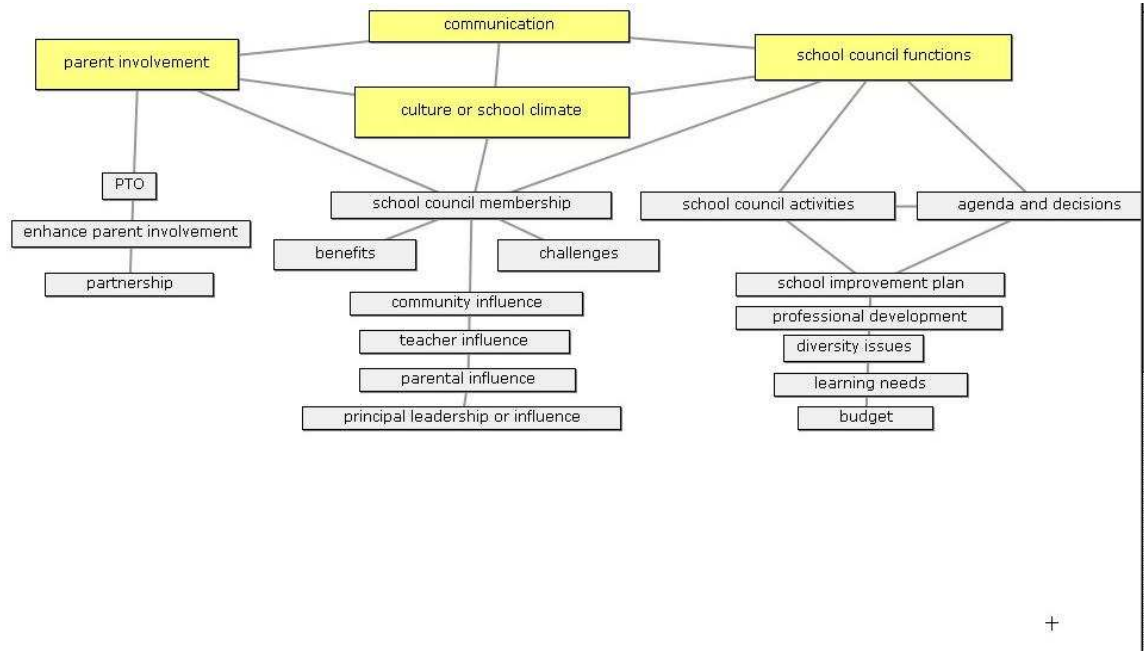 communication
parent involvement
school council functions
culture or school climate
PTO
school council membership
school council activities
agenda and decisions
enhance parent involvement
benefits
challenges
partnership
school improvement plan
community influence
professional development
teacher influence
diversity issues
parental influence
learning needs
principal leadership or influence
budget